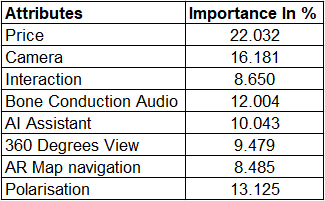 Attributes Importance In %
Price 22.032
Camera 16.181
Interaction 8.650
Bone Conduction Audio 12.004
AI Assistant 10.043
360 Degrees View 9.479
AR Map navigation 8.485
Polarisation 13.125